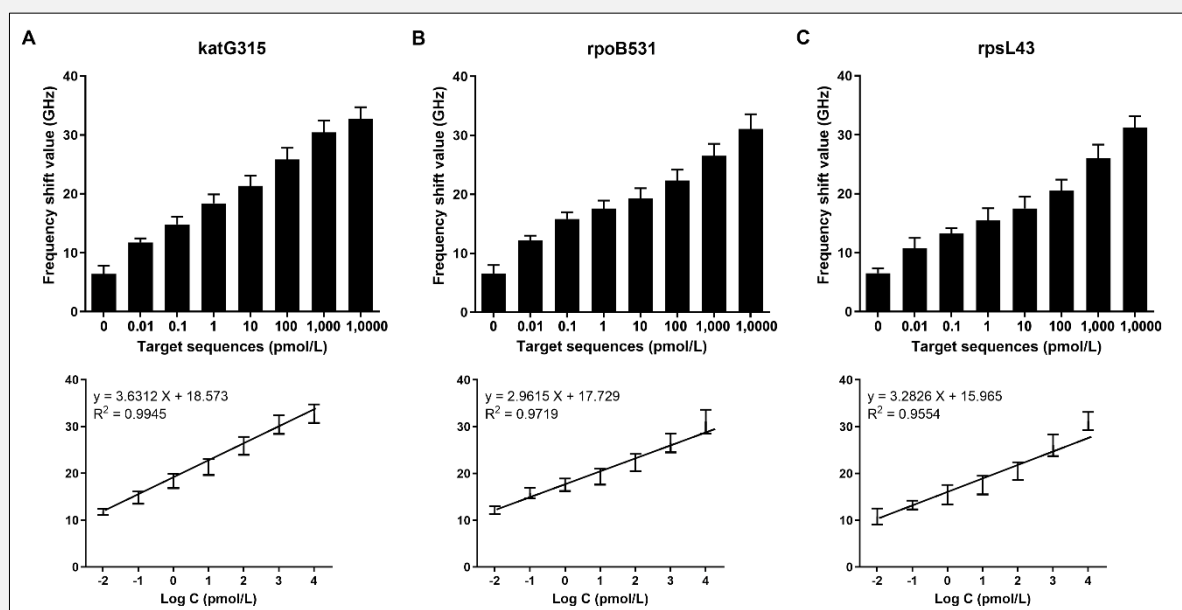 A
katG315
Frequency shift value (GHz)
40
30
20
10
0
0 0.01 0.1 1 10 100 1,000 1,0000
Target sequences (pmol/L)
y = 3.6312 X + 18.573
R² = 0.9945
40
30
20
10
0
-2 -1 0 1 2 3 4
Log C (pmol/L)
B
rpoB531
Frequency shift value (GHz)
40
30
20
10
0
0 0.01 0.1 1 10 100 1,000 1,0000
Target sequences (pmol/L)
y = 2.9615 X + 17.729
R² = 0.9719
40
30
20
10
0
-2 -1 0 1 2 3 4
Log C (pmol/L)
C
rpsL43
Frequency shift value (GHz)
40
30
20
10
0
0 0.01 0.1 1 10 100 1,000 1,0000
Target sequences (pmol/L)
y = 3.2826 X + 15.965
R² = 0.9554
40
30
20
10
0
-2 -1 0 1 2 3 4
Log C (pmol/L)